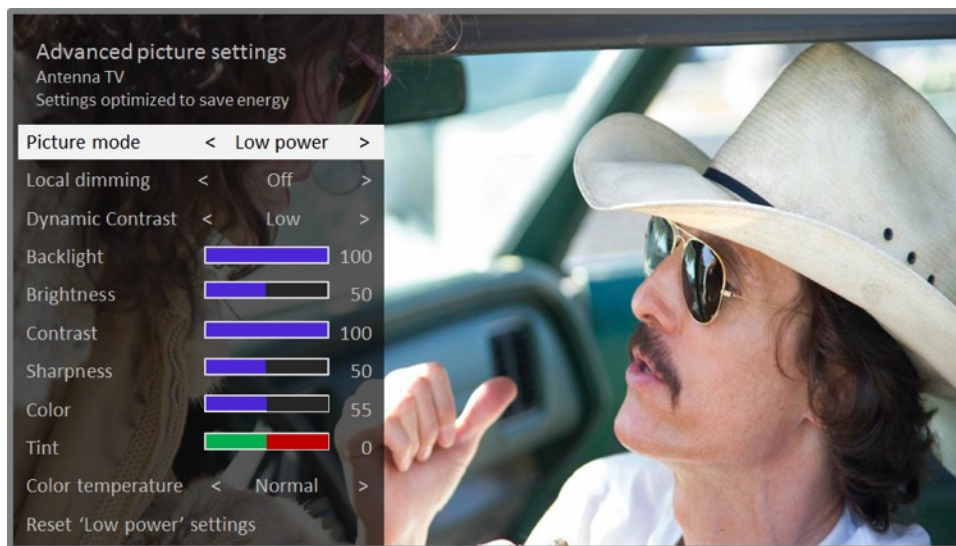 Advanced picture settings
Antenna TV
Settings optimized to save energy
Picture mode < Low power >
Local dimming < Off >
Dynamic Contrast < Low >
Backlight 100
Brightness 50
Contrast 100
Sharpness 50
Color 55
Tint 0
Color temperature < Normal >
Reset ‘Low power’ settings